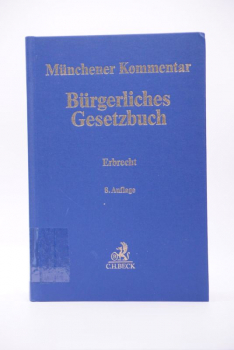 Münchener Kommentar
Bürgerliches
Gesetzbuch
Erbrecht
8. Auflage
C.H.BECK